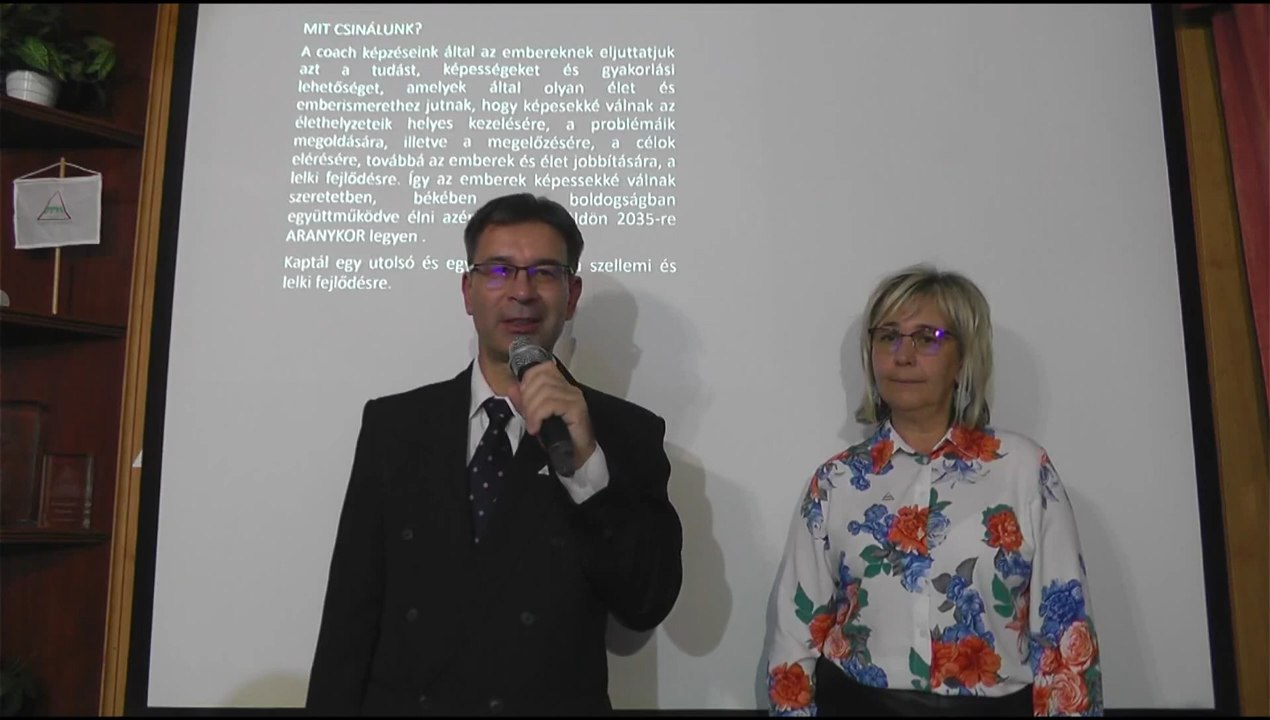 MIT CSINÁLUNK?
A coach képzéseink által az embereknek eljuttatjuk
azt a tudást, képességeket és gyakorlási
lehetőséget, amelyek által olyan élet és
emberismerethez jutnak, hogy képesekké válnak az
élethelyzeteik helyes kezelésére, a problémáik
megoldására, illetve a megelőzésére, a célok
elérésére, továbbá az emberek és élet jobbítására, a
lelki fejlődésre. Így az emberek képessekké válnak
szeretetben, békében boldogságban
együttműködve élni 2035-re
ARANYKOR legyen .
Kaptál egy utolsó és szellemi és
lelki fejlődésre.